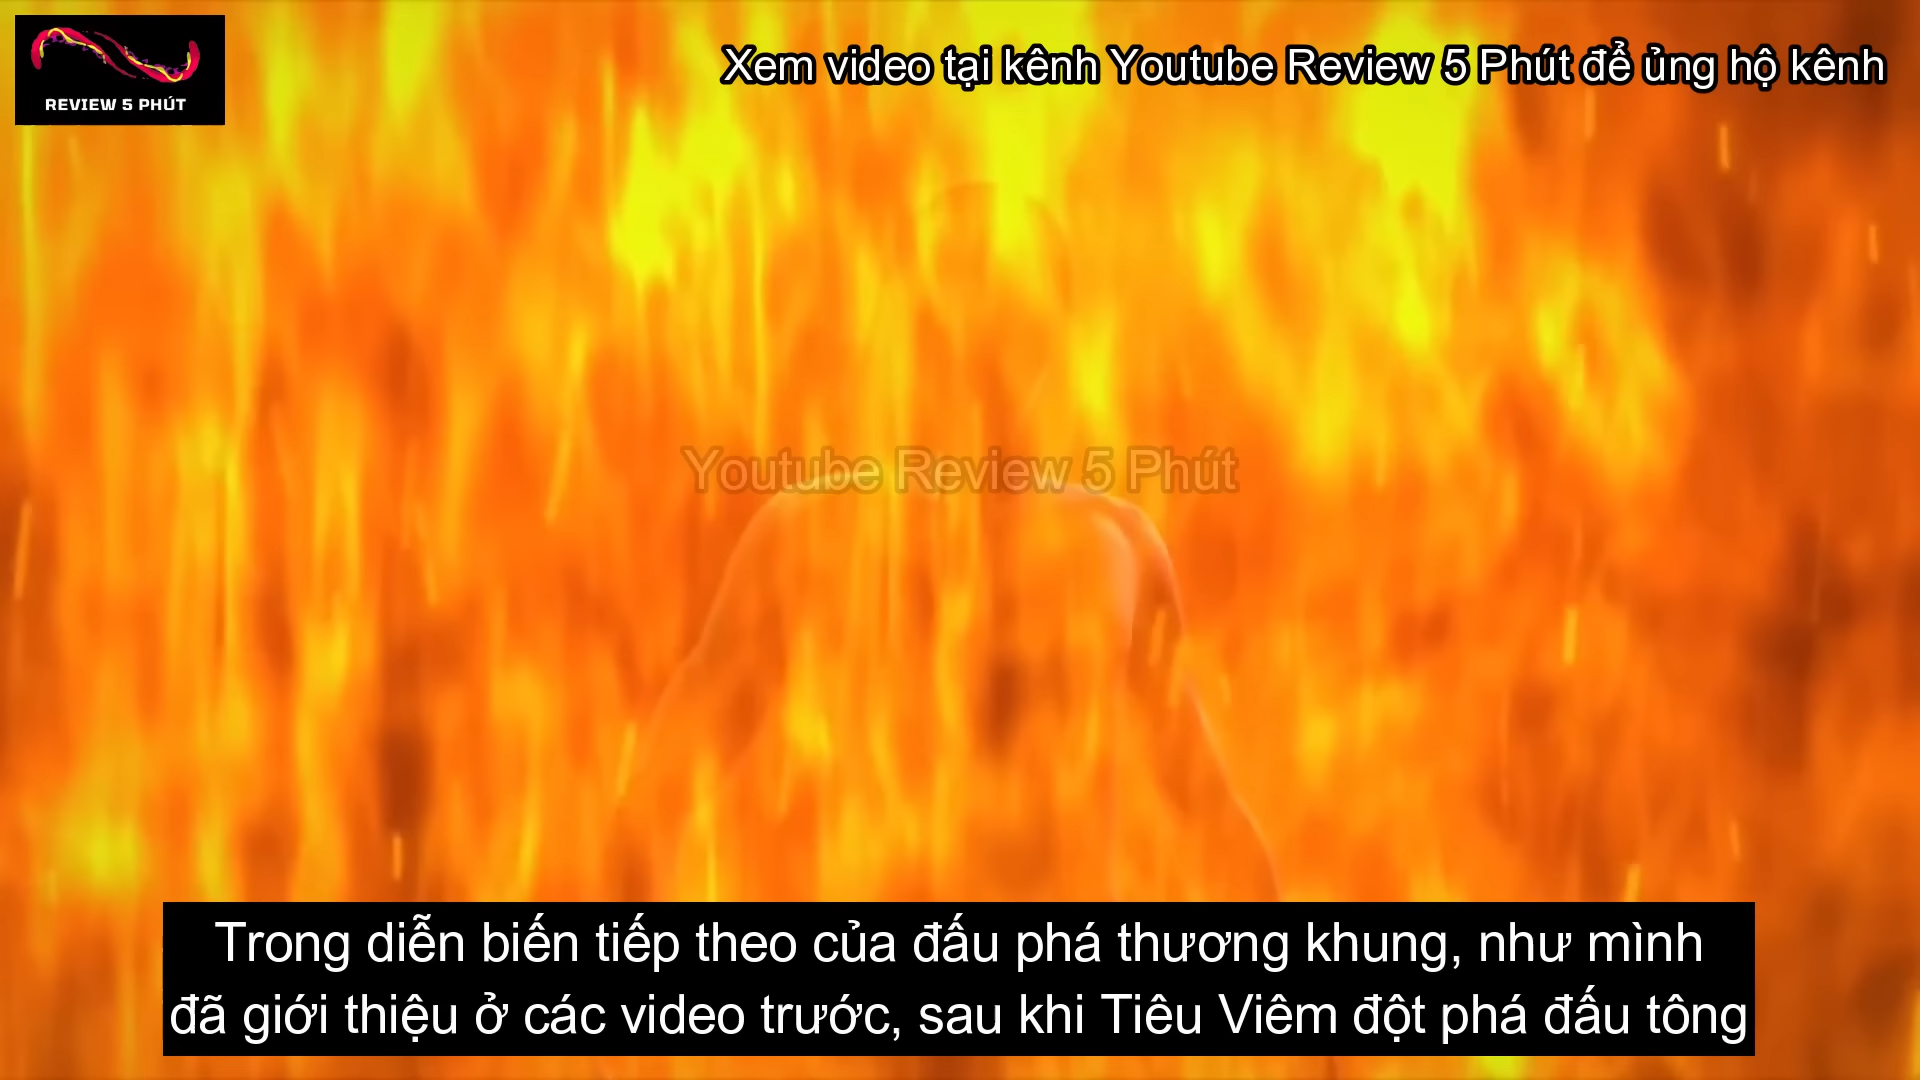 REVIEW 5 PHÚT
Xem video tại kênh Youtube Review 5 Phút để ủng hộ kênh
Youtube Review 5 Phút
Trong diễn biến tiếp theo của đấu phá thương khung, như mình
đã giới thiệu ở các video trước, sau khi Tiêu Viêm đột phá đấu tông